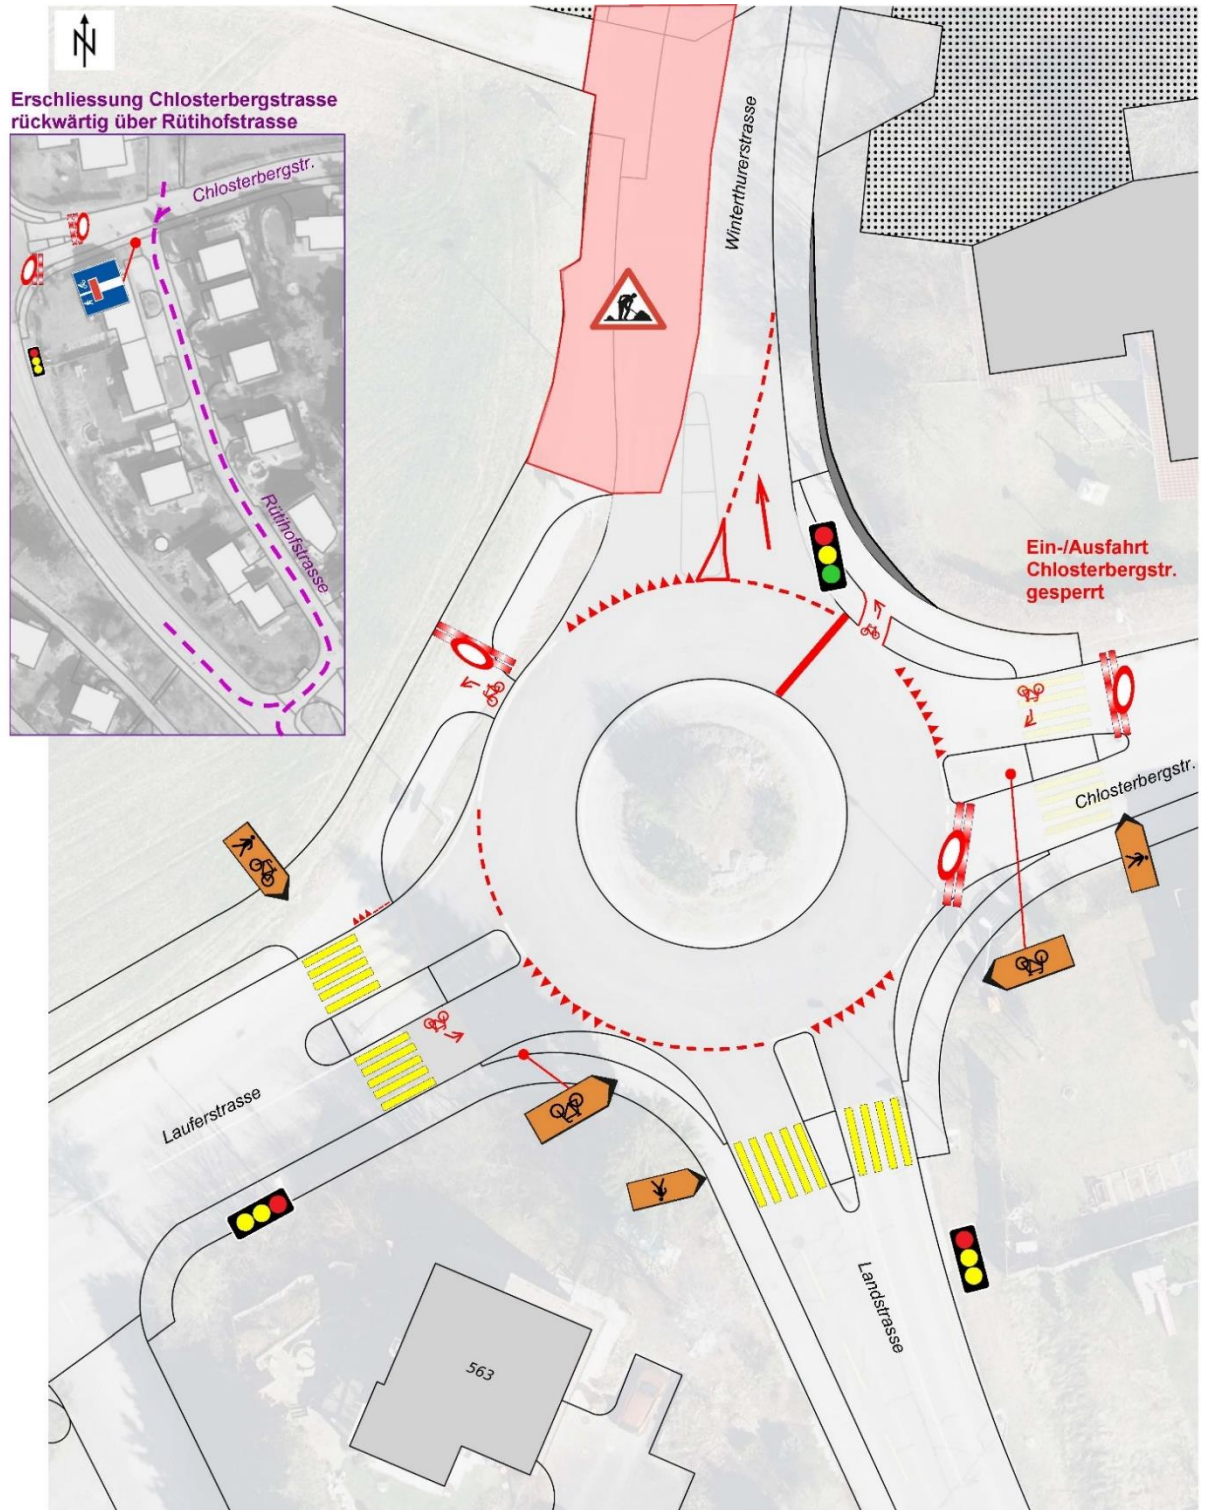 N
Erschliessung Chlosterbergstrasse
rückwärtig über Rütihofstrasse
Chlosterbergstr.
Rütihofstrasse
Winterthurerstrasse
Ein-/Ausfahrt
Chlosterbergstr.
gesperrt
Chlosterbergstr.
Lauferstrasse
Landstrasse
563